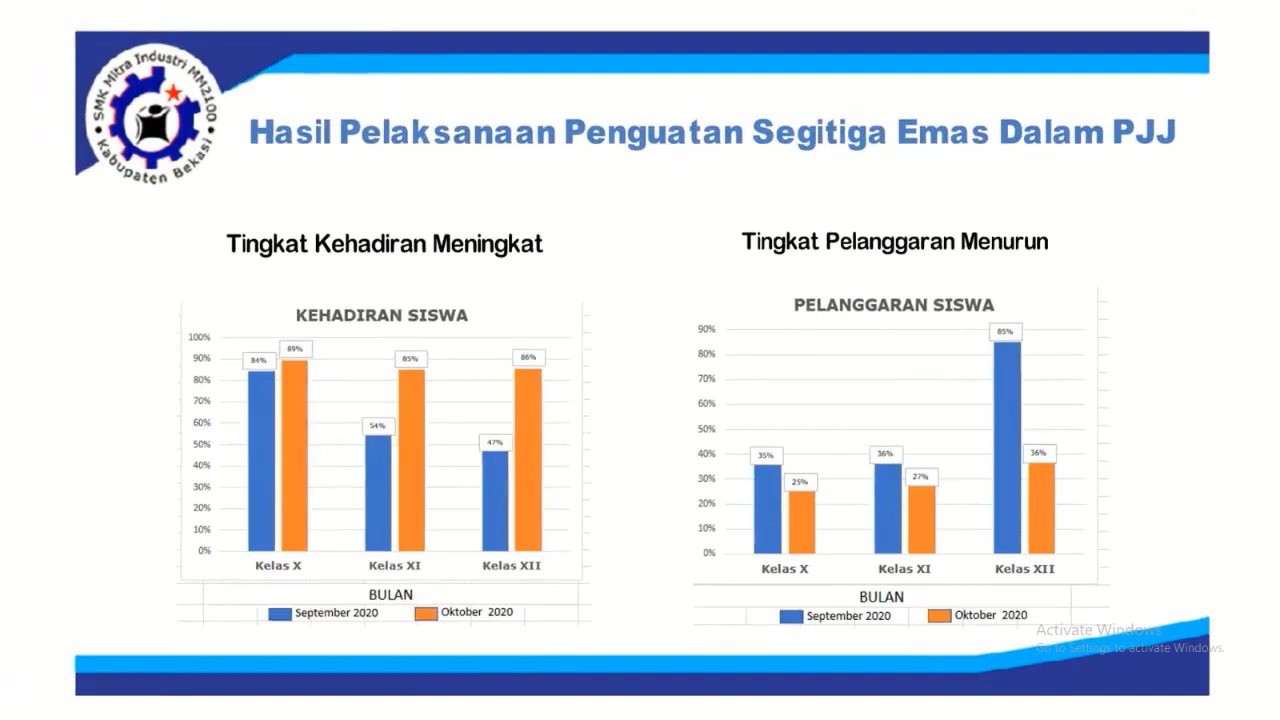 SMK Mitra Industri MM2100
Kabupaten Bekasi
Hasil Pelaksanaan Penguatan Segitiga Emas Dalam PJJ
Tingkat Kehadiran Meningkat
KEHADIRAN SISWA
100%
90%
80%
70%
60%
50%
40%
30%
20%
10%
0%
84%
89%
54%
85%
47%
86%
Kelas X
Kelas XI
Kelas XII
BULAN
September 2020
Oktober 2020
Tingkat Pelanggaran Menurun
PELANGGARAN SISWA
90%
80%
70%
60%
50%
40%
30%
20%
10%
0%
35%
25%
36%
27%
85%
36%
Kelas X
Kelas XI
Kelas XII
BULAN
September 2020
Oktober 2020
Activate Windows
Go to Settings to activate Windows.